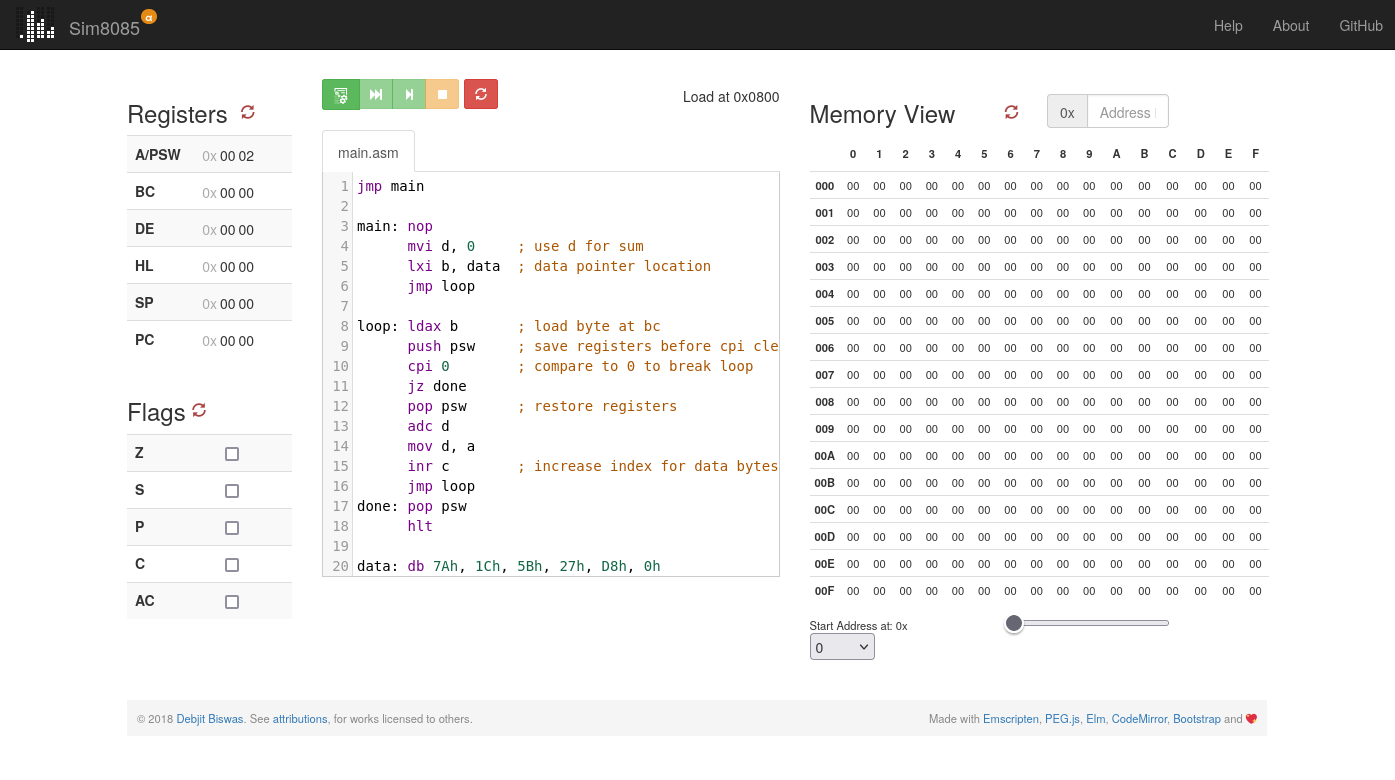 Sim8085 α Help About GitHub
Load at 0x0800
Registers
A/PSW 0x 00 02
BC 0x 00 00
DE 0x 00 00
HL 0x 00 00
SP 0x 00 00
PC 0x 00 00
Flags
Z
S
P
C
AC
main.asm
1 jmp main
2
3 main: nop
4 mvi d, 0 ; use d for sum
5 lxi b, data ; data pointer location
6 jmp loop
7
8 loop: ldax b ; load byte at bc
9 push psw ; save registers before cpi cle
10 cpi 0 ; compare to 0 to break loop
11 jz done
12 pop psw ; restore registers
13 adc d
14 mov d, a
15 inr c ; increase index for data bytes
16 jmp loop
17 done: pop psw
18 hlt
19
20 data: db 7Ah, 1Ch, 5Bh, 27h, D8h, 0h
Memory View 0x Address
0 1 2 3 4 5 6 7 8 9 A B C D E F
000 00 00 00 00 00 00 00 00 00 00 00 00 00 00 00 00
001 00 00 00 00 00 00 00 00 00 00 00 00 00 00 00 00
002 00 00 00 00 00 00 00 00 00 00 00 00 00 00 00 00
003 00 00 00 00 00 00 00 00 00 00 00 00 00 00 00 00
004 00 00 00 00 00 00 00 00 00 00 00 00 00 00 00 00
005 00 00 00 00 00 00 00 00 00 00 00 00 00 00 00 00
006 00 00 00 00 00 00 00 00 00 00 00 00 00 00 00 00
007 00 00 00 00 00 00 00 00 00 00 00 00 00 00 00 00
008 00 00 00 00 00 00 00 00 00 00 00 00 00 00 00 00
009 00 00 00 00 00 00 00 00 00 00 00 00 00 00 00 00
00A 00 00 00 00 00 00 00 00 00 00 00 00 00 00 00 00
00B 00 00 00 00 00 00 00 00 00 00 00 00 00 00 00 00
00C 00 00 00 00 00 00 00 00 00 00 00 00 00 00 00 00
00D 00 00 00 00 00 00 00 00 00 00 00 00 00 00 00 00
00E 00 00 00 00 00 00 00 00 00 00 00 00 00 00 00 00
00F 00 00 00 00 00 00 00 00 00 00 00 00 00 00 00 00
Start Address at: 0x
0
© 2018 Debjit Biswas. See attributions, for works licensed to others.
Made with Emscripten, PEG.js, Elm, CodeMirror, Bootstrap and 💖